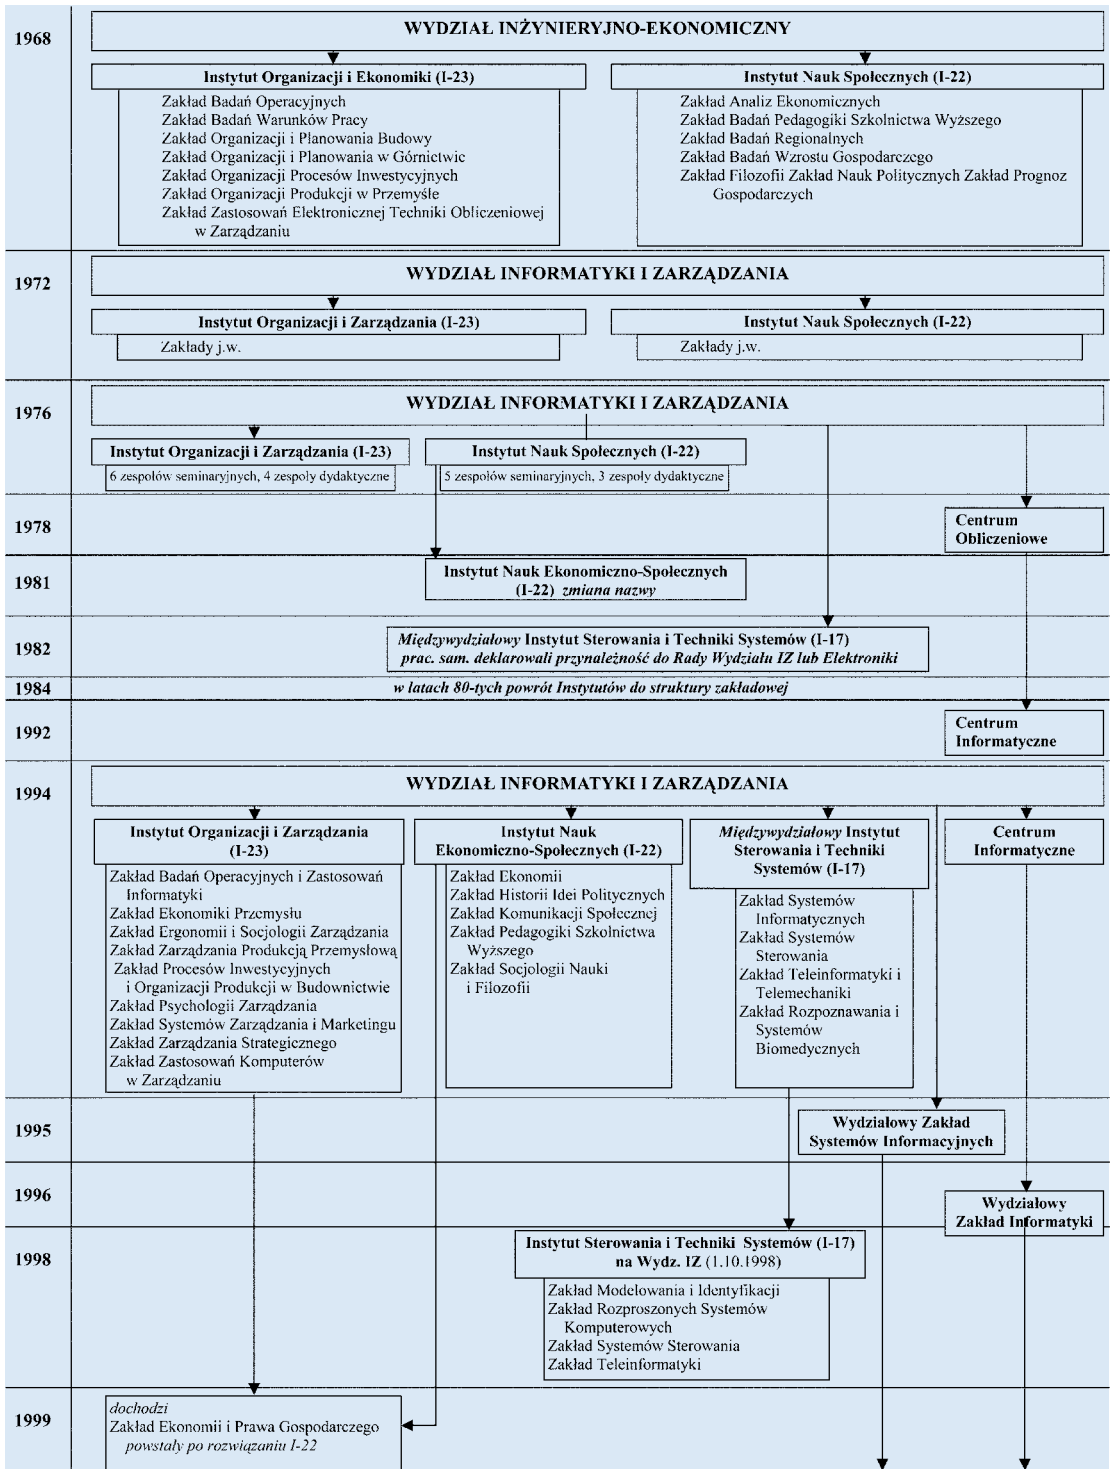 1968
WYDZIAŁ INŻYNIERYJNO-EKONOMICZNY
Instytut Organizacji i Ekonomiki (I-23)
Zakład Badań Operacyjnych
Zakład Badań Warunków Pracy
Zakład Organizacji i Planowania Budowy
Zakład Organizacji i Planowania w Górnictwie
Zakład Organizacji Procesów Inwestycyjnych
Zakład Organizacji Produkcji w Przemyśle
Zakład Zastosowań Elektronicznej Techniki Obliczeniowej
w Zarządzaniu
Instytut Nauk Społecznych (I-22)
Zakład Analiz Ekonomicznych
Zakład Badań Pedagogiki Szkolnictwa Wyższego
Zakład Badań Regionalnych
Zakład Badań Wzrostu Gospodarczego
Zakład Filozofii Zakład Nauk Politycznych Zakład Prognoz
Gospodarczych
1972
WYDZIAŁ INFORMATYKI I ZARZĄDZANIA
Instytut Organizacji i Zarządzania (I-23)
Zakłady j.w.
Instytut Nauk Społecznych (I-22)
Zakłady j.w.
1976
WYDZIAŁ INFORMATYKI I ZARZĄDZANIA
Instytut Organizacji i Zarządzania (I-23)
6 zespołów seminaryjnych, 4 zespoły dydaktyczne
Instytut Nauk Społecznych (I-22)
5 zespołów seminaryjnych, 3 zespoły dydaktyczne
1978
Centrum
Obliczeniowe
1981
Instytut Nauk Ekonomiczno-Społecznych
(I-22) zmiana nazwy
1982
Międzywydziałowy Instytut Sterowania i Techniki Systemów (I-17)
prac. sam. deklarowali przynależność do Rady Wydziału IZ lub Elektroniki
1984
w latach 80-tych powrót Instytutów do struktury zakładowej
1992
Centrum
Informatyczne
1994
WYDZIAŁ INFORMATYKI I ZARZĄDZANIA
Instytut Organizacji i Zarządzania
(I-23)
Zakład Badań Operacyjnych i Zastosowań
Informatyki
Zakład Ekonomiki Przemysłu
Zakład Ergonomii i Socjologii Zarządzania
Zakład Zarządzania Produkcją Przemysłową
Zakład Procesów Inwestycyjnych
i Organizacji Produkcji w Budownictwie
Zakład Psychologii Zarządzania
Zakład Systemów Zarządzania i Marketingu
Zakład Zarządzania Strategicznego
Zakład Zastosowań Komputerów
w Zarządzaniu
Instytut Nauk
Ekonomiczno-Społecznych (I-22)
Zakład Ekonomii
Zakład Historii Idei Politycznych
Zakład Komunikacji Społecznej
Zakład Pedagogiki Szkolnictwa
Wyższego
Zakład Socjologii Nauki
i Filozofii
Międzywydziałowy Instytut
Sterowania i Techniki
Systemów (I-17)
Zakład Systemów
Informatycznych
Zakład Systemów
Sterowania
Zakład Teleinformatyki i
Telemechaniki
Zakład Rozpoznawania i
Systemów
Biomedycznych
Centrum
Informatyczne
1995
Wydziałowy Zakład
Systemów Informacyjnych
1996
Wydziałowy
Zakład Informatyki
1998
Instytut Sterowania i Techniki Systemów (I-17)
na Wydz. IZ (1.10.1998)
Zakład Modelowania i Identyfikacji
Zakład Rozproszonych Systemów
Komputerowych
Zakład Systemów Sterowania
Zakład Teleinformatyki
1999
dochodzi
Zakład Ekonomii i Prawa Gospodarczego
powstały po rozwiązaniu I-22